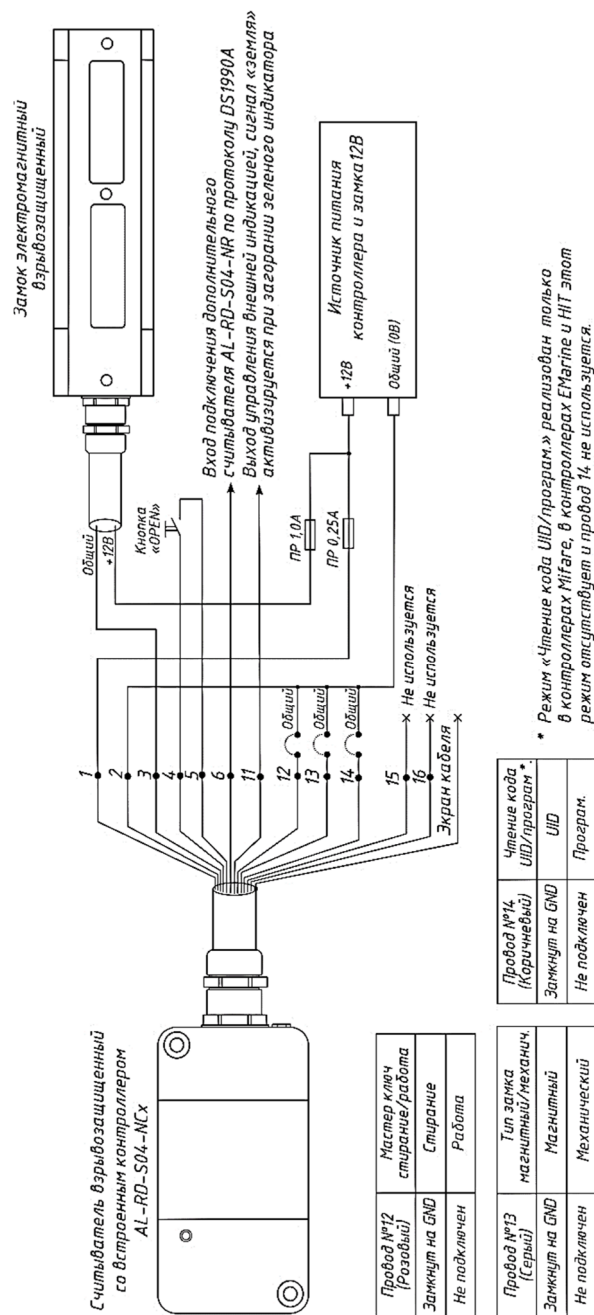 Замок электромагнитный
взрывозащищенный
Общий
+12В
Кнопка
«OPEN»
Вход подключения дополнительного
считывателя AL-RD-S04-NR по протоколу DS1990A
Выход управления внешней индикацией, сигнал «земля»
активизируется при загорании зеленого индикатора
ПР 1,0А
ПР 0,25А
Источник питания
контроллера и замка 12В
+12В
Общий (0В)
1
2
3
4
5
6
11
12
Общий
13
Общий
14
Общий
15
Не используется
16
Не используется
Экран кабеля
Считыватель взрывозащищенный
со встроенным контроллером
AL-RD-S04-NCx
Провод №12
(Розовый)
Мастер ключ
стирание/работа
Замкнут на GND
Стирание
Не подключен
Работа
Провод №13
(Серый)
Тип замка
магнитный/механич.
Замкнут на GND
Магнитный
Не подключен
Механический
Провод №14
(Коричневый)
Чтение кода
UID/програм *.
Замкнут на GND
UID
Не подключен
Програм.
* Режим «Чтение кода UID/програм.» реализован только
в контроллерах Mifare, в контроллерах EMarine и HIT этот
режим отсутствует и провод 14 не используется.